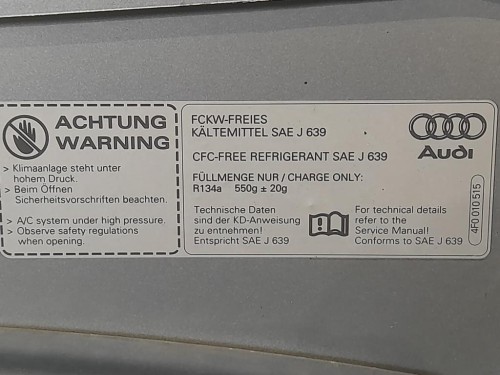 ACHTUNG
WARNING
> Klimaanlage steht unter
hohem Druck.
> Beim Öffnen
Sicherheitsvorschriften beachten.
> A/C system under high pressure.
> Observe safety regulations
when opening.
FCKW-FREIES
KÄLTEMITTEL SAE J 639
CFC-FREE REFRIGERANT SAE J 639
FÜLLMENGE NUR / CHARGE ONLY:
R134a 550g ± 20g
Technische Daten
sind der KD-Anweisung
zu entnehmen!
Entspricht SAE J 639
For technical details
refer to the
Service Manual!
Conforms to SAE J 639
Audi
4F0 010 515